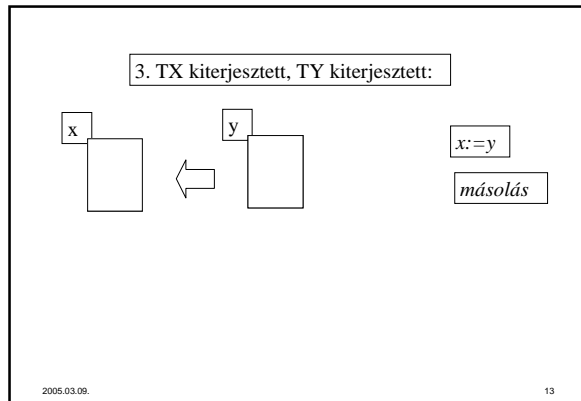 3. TX kiterjesztett, TY kiterjesztett:
x
y
x:=y
másolás
2005.03.09.
13